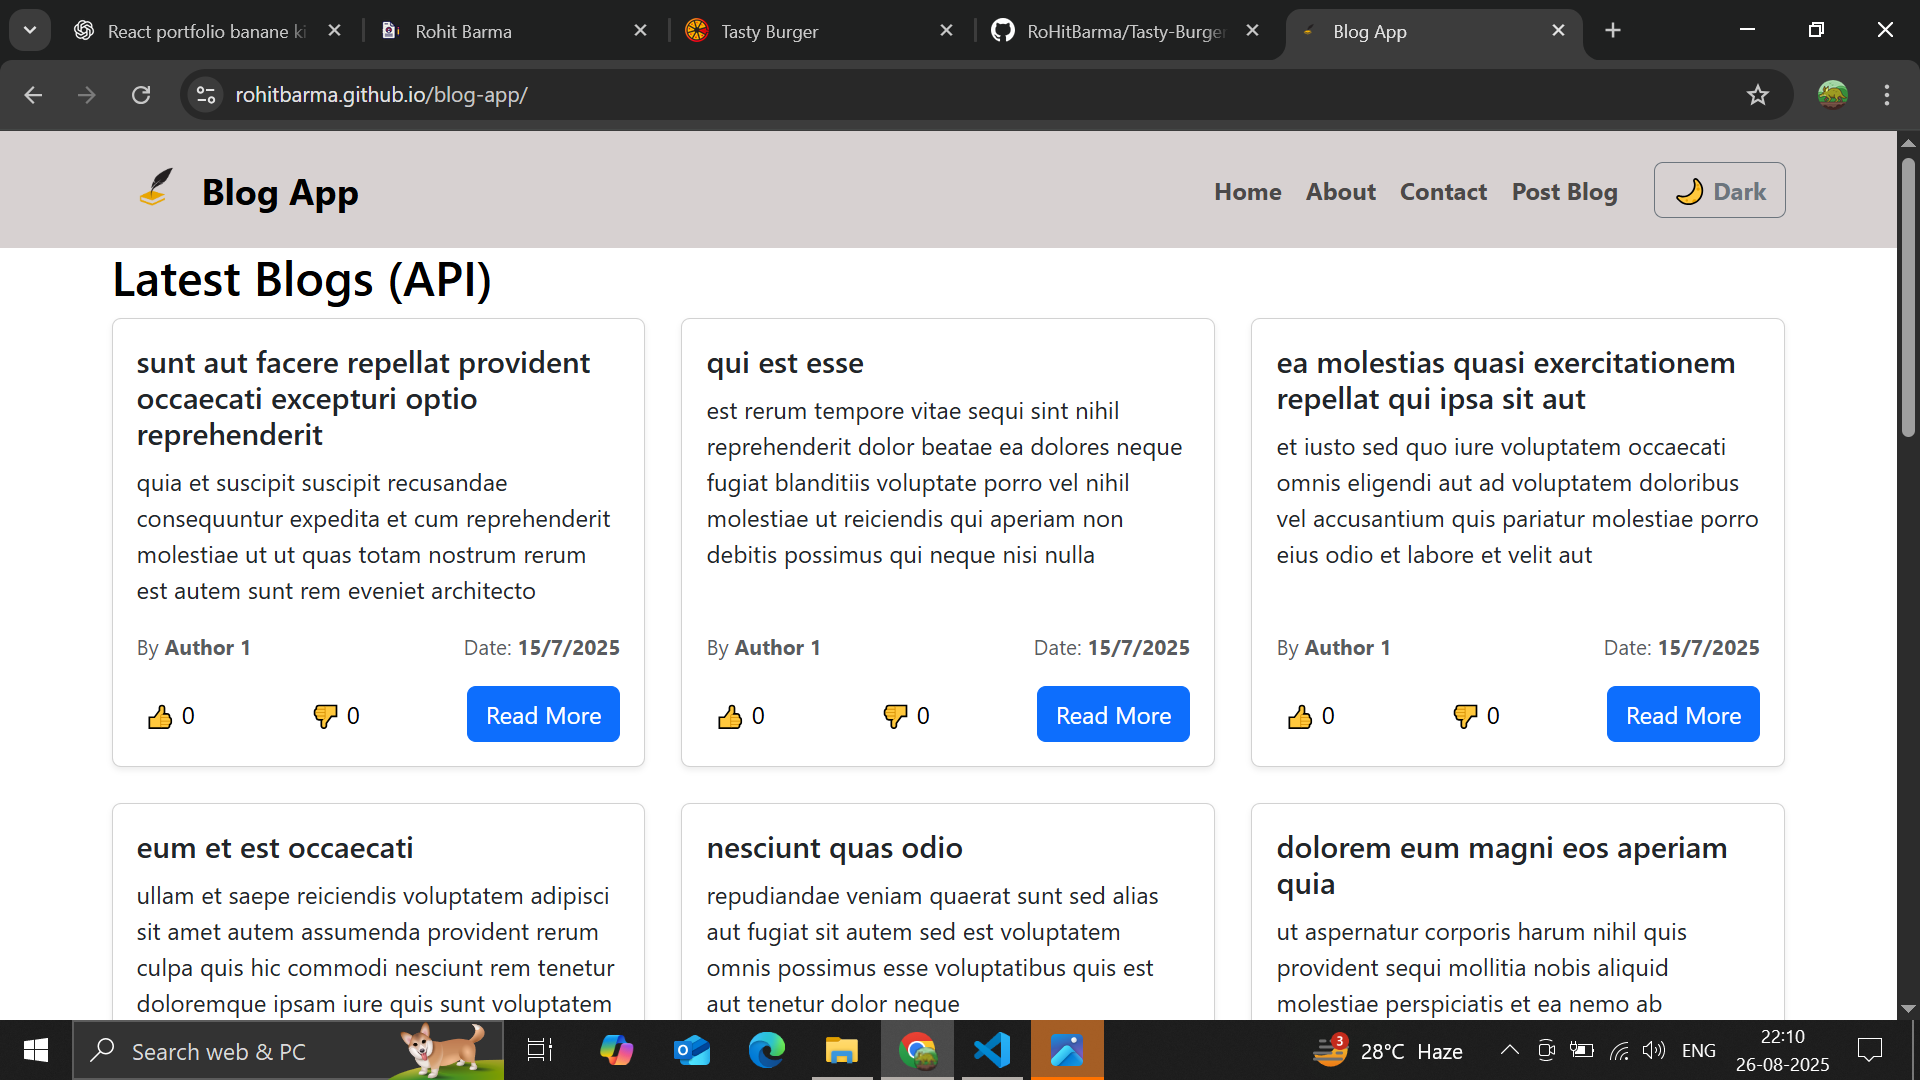 React portfolio banane ki
Rohit Barma
Tasty Burger
RoHitBarma/Tasty-Burger
Blog App
rohitbarma.github.io/blog-app/
Blog App
Home
About
Contact
Post Blog
Dark
Latest Blogs (API)
sunt aut facere repellat provident
occaecati excepturi optio
reprehenderit
quia et suscipit suscipit recusandae
consequuntur expedita et cum reprehenderit
molestiae ut ut quas totam nostrum rerum
est autem sunt rem eveniet architecto
By Author 1
Date: 15/7/2025
0
0
Read More
qui est esse
est rerum tempore vitae sequi sint nihil
reprehenderit dolor beatae ea dolores neque
fugiat blanditiis voluptate porro vel nihil
molestiae ut reiciendis qui aperiam non
debitis possimus qui neque nisi nulla
By Author 1
Date: 15/7/2025
0
0
Read More
ea molestias quasi exercitationem
repellat qui ipsa sit aut
et iusto sed quo iure voluptatem occaecati
omnis eligendi aut ad voluptatem doloribus
vel accusantium quis pariatur molestiae porro
eius odio et labore et velit aut
By Author 1
Date: 15/7/2025
0
0
Read More
eum et est occaecati
ullam et saepe reiciendis voluptatem adipisci
sit amet autem assumenda provident rerum
culpa quis hic commodi nesciunt rem tenetur
doloremque ipsam iure quis sunt voluptatem
nesciunt quas odio
repudiandae veniam quaerat sunt sed alias
aut fugiat sit autem sed est voluptatem
omnis possimus esse voluptatibus quis est
aut tenetur dolor neque
dolorem eum magni eos aperiam
quia
ut aspernatur corporis harum nihil quis
provident sequi mollitia nobis aliquid
molestiae perspiciatis et ea nemo ab
Search web & PC
3
28°C Haze
ENG
22:10
26-08-2025